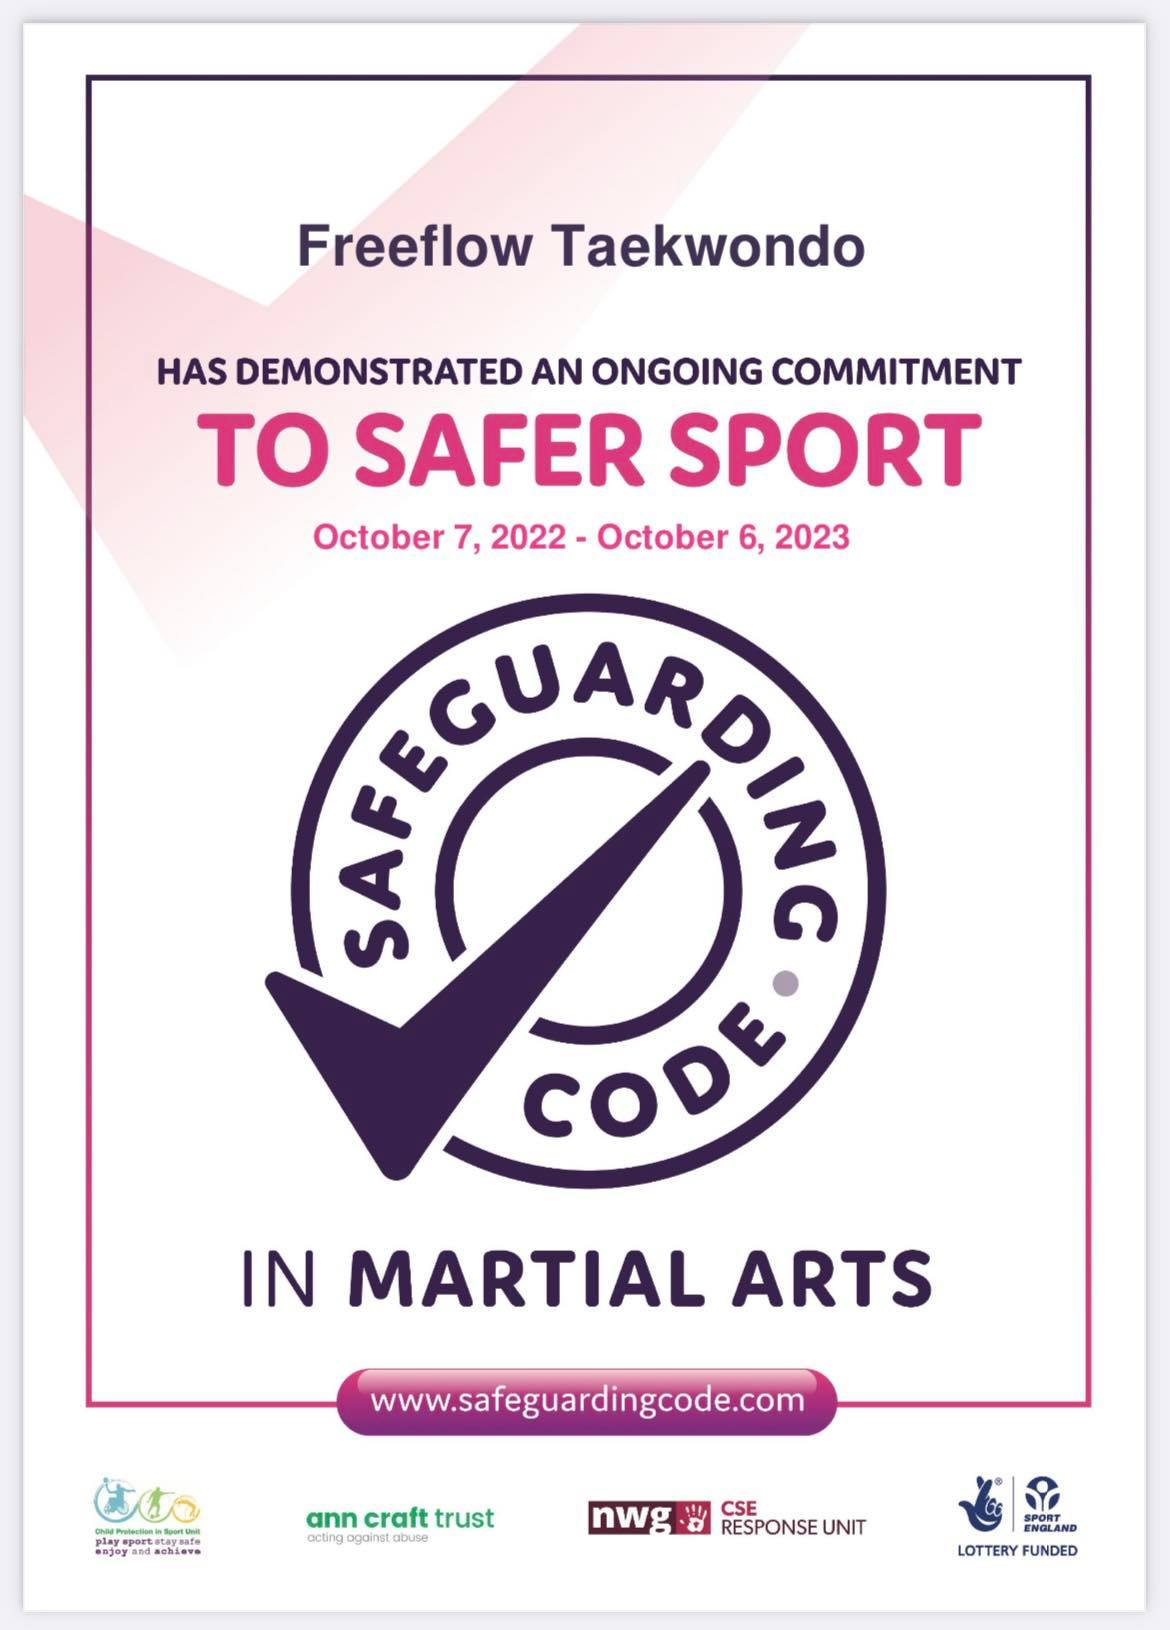 Freeflow Taekwondo
HAS DEMONSTRATED AN ONGOING COMMITMENT
TO SAFER SPORT
October 7, 2022 - October 6, 2023
SAFEGUARDING
CODE
IN MARTIAL ARTS
www.safeguardingcode.com
Child Protection in Sport Unit
play sport stay safe
enjoy and achieve
ann craft trust
acting against abuse
nwg CSE
RESPONSE UNIT
SPORT
ENGLAND
LOTTERY FUNDED